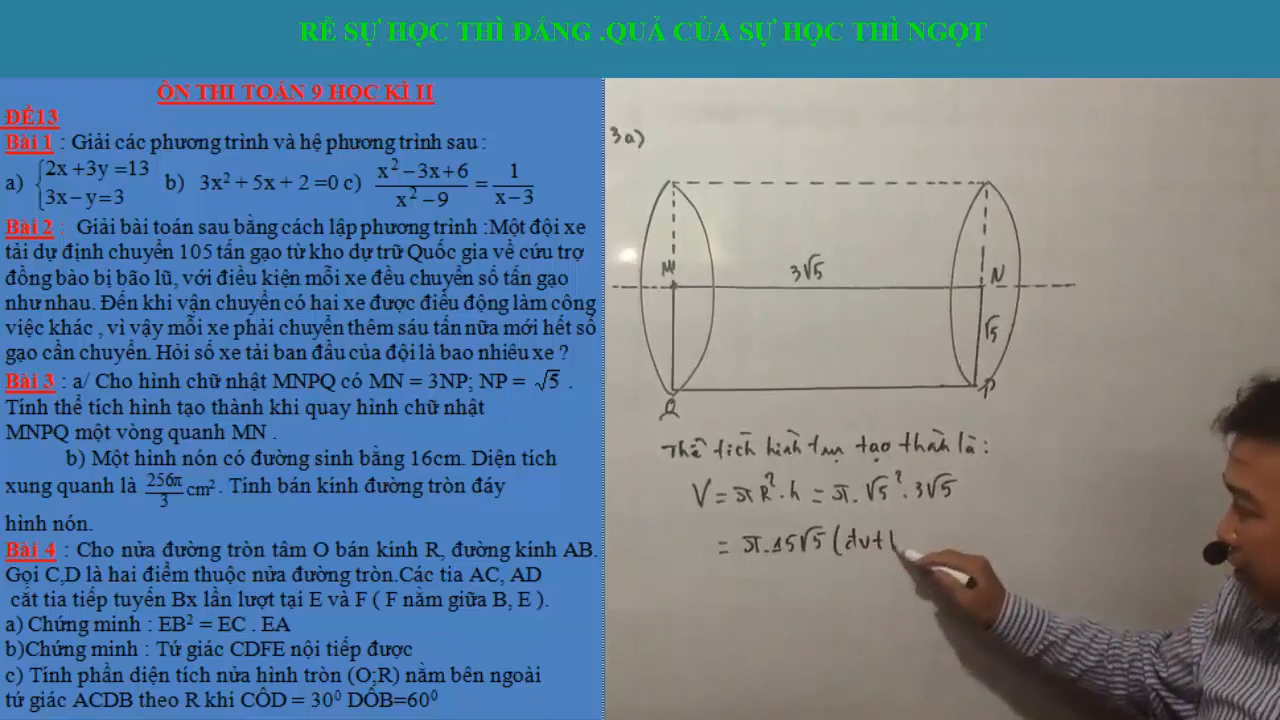 RỄ SỰ HỌC THÌ ĐẮNG .QUẢ CỦA SỰ HỌC THÌ NGỌT
ÔN THI TOÁN 9 HỌC KÌ II
ĐỀ13
Bài 1 : Giải các phương trình và hệ phương trình sau :
a) {2x +3y =13 3x−y=3 b) 3x² + 5x + 2 =0 c) (x² −3x+6)/(x² −9) = 1/(x−3)
Bài 2 : Giải bài toán sau bằng cách lập phương trình :Một đội xe
tải dự định chuyển 105 tấn gạo từ kho dự trữ Quốc gia về cứu trợ
đồng bào bị bão lũ, với điều kiện mỗi xe đều chuyển số tấn gạo
như nhau. Đến khi vận chuyển có hai xe được điều động làm công
việc khác , vì vậy mỗi xe phải chuyển thêm sáu tấn nữa mới hết số
gạo cần chuyển. Hỏi số xe tải ban đầu của đội là bao nhiêu xe ?
Bài 3 : a/ Cho hình chữ nhật MNPQ có MN = 3NP; NP = √5 .
Tính thể tích hình tạo thành khi quay hình chữ nhật
MNPQ một vòng quanh MN .
b) Một hình nón có đường sinh bằng 16cm. Diện tích
xung quanh là 256π/3 cm². Tính bán kính đường tròn đáy
hình nón.
Bài 4 : Cho nửa đường tròn tâm O bán kính R, đường kính AB.
Gọi C,D là hai điểm thuộc nửa đường tròn.Các tia AC, AD
cắt tia tiếp tuyến Bx lần lượt tại E và F ( F nằm giữa B, E ).
a) Chứng minh : EB² = EC . EA
b)Chứng minh : Tứ giác CDFE nội tiếp được
c) Tính phần diện tích nửa hình tròn (O;R) nằm bên ngoài
tứ giác ACDB theo R khi CÔD = 30⁰ DÔB=60⁰
3a)
M 3√5 N
√5
Q P
Thể tích hình trụ tạo thành là:
V = π R² . h = π . √5² . 3√5
= π . 15√5 (đvt